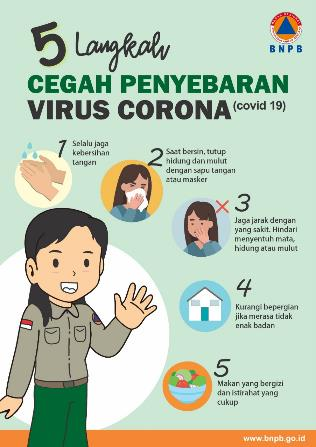 5 Langkah
BNPB
CEGAH PENYEBARAN
VIRUS CORONA (covid 19)
1
Selalu jaga
kebersihan
tangan
2
Saat bersin, tutup
hidung dan mulut
dengan sapu tangan
atau masker
3
Jaga jarak dengan
yang sakit. Hindari
menyentuh mata,
hidung atau mulut
4
Kurangi bepergian
jika merasa tidak
enak badan
5
Makan yang bergizi
dan istirahat yang
cukup
www.bnpb.go.id